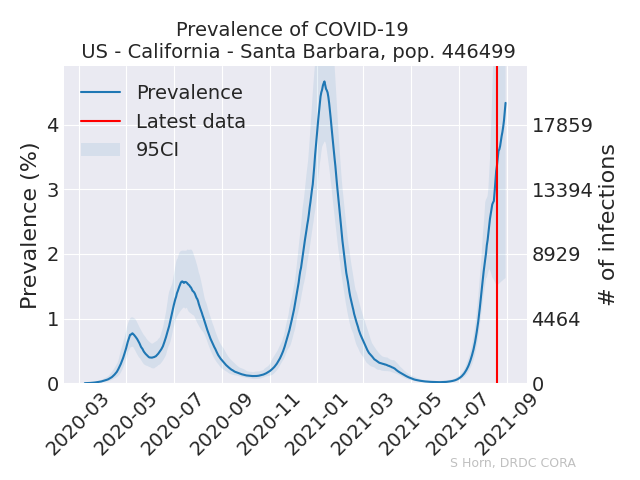 Prevalence of COVID-19
US - California - Santa Barbara, pop. 446499
Prevalence
Latest data
95CI
Prevalence (%)
4
3
2
1
0
17859
13394
8929
4464
0
# of infections
2020-03
2020-05
2020-07
2020-09
2020-11
2021-01
2021-03
2021-05
2021-07
2021-09
S Horn, DRDC CORA